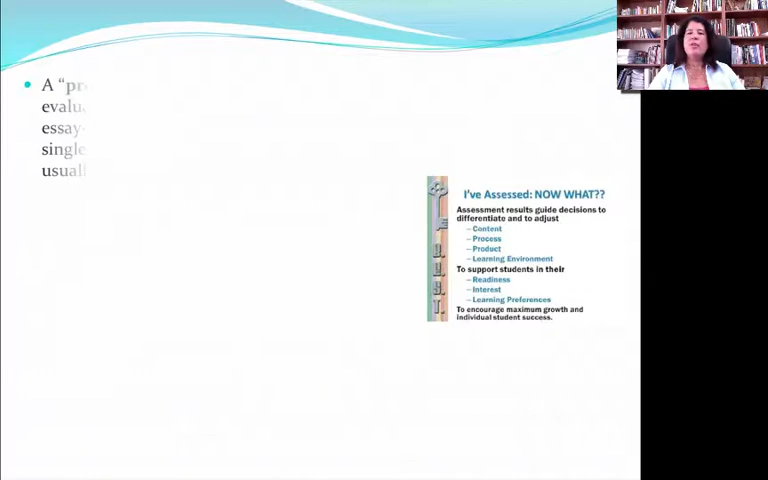 A “pr
evalu
essay-
single
usuall
I've Assessed: NOW WHAT??
Assessment results guide decisions to
differentiate and to adjust
– Content
– Process
– Product
– Learning Environment
To support students in their
– Readiness
– Interest
– Learning Preferences
To encourage maximum growth and
individual student success.